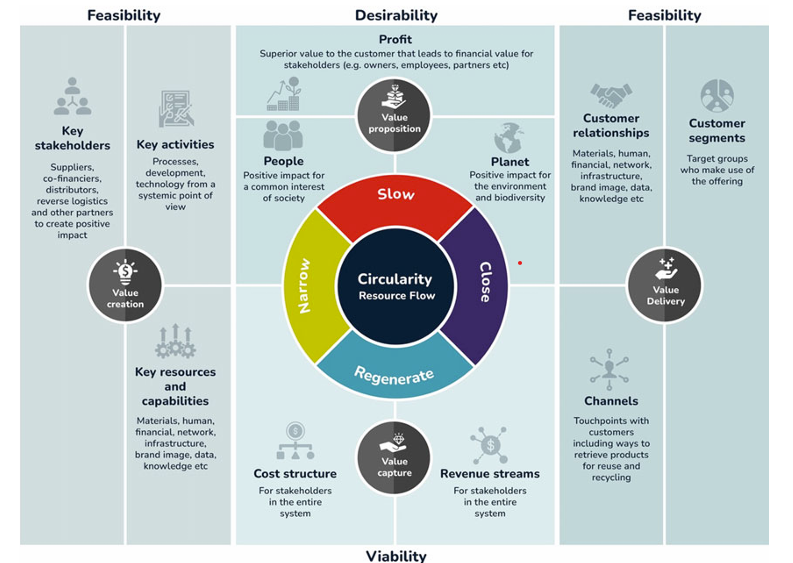 Feasibility
Desirability
Feasibility
Profit
Superior value to the customer that leads to financial value for
stakeholders (e.g. owners, employees, partners etc)
Key
stakeholders
Suppliers,
co-financiers,
distributors,
reverse logistics
and other partners
to create positive
impact
Key activities
Processes,
development,
technology from a
systemic point of
view
Value
creation
Key resources
and
capabilities
Materials, human,
financial, network,
infrastructure,
brand image, data,
knowledge etc
Value
proposition
People
Positive impact for
a common interest
of society
Planet
Positive impact for
the environment
and biodiversity
Slow
Narrow
Close
Regenerate
Circularity
Resource Flow
Cost structure
For stakeholders
in the entire
system
Value
capture
Revenue streams
For stakeholders
in the entire
system
Customer
relationships
Materials, human,
financial, network,
infrastructure,
brand image, data,
knowledge etc
Customer
segments
Target groups
who make use of
the offering
Value
Delivery
Channels
Touchpoints with
customers
including ways to
retrieve products
for reuse and
recycling
Viability